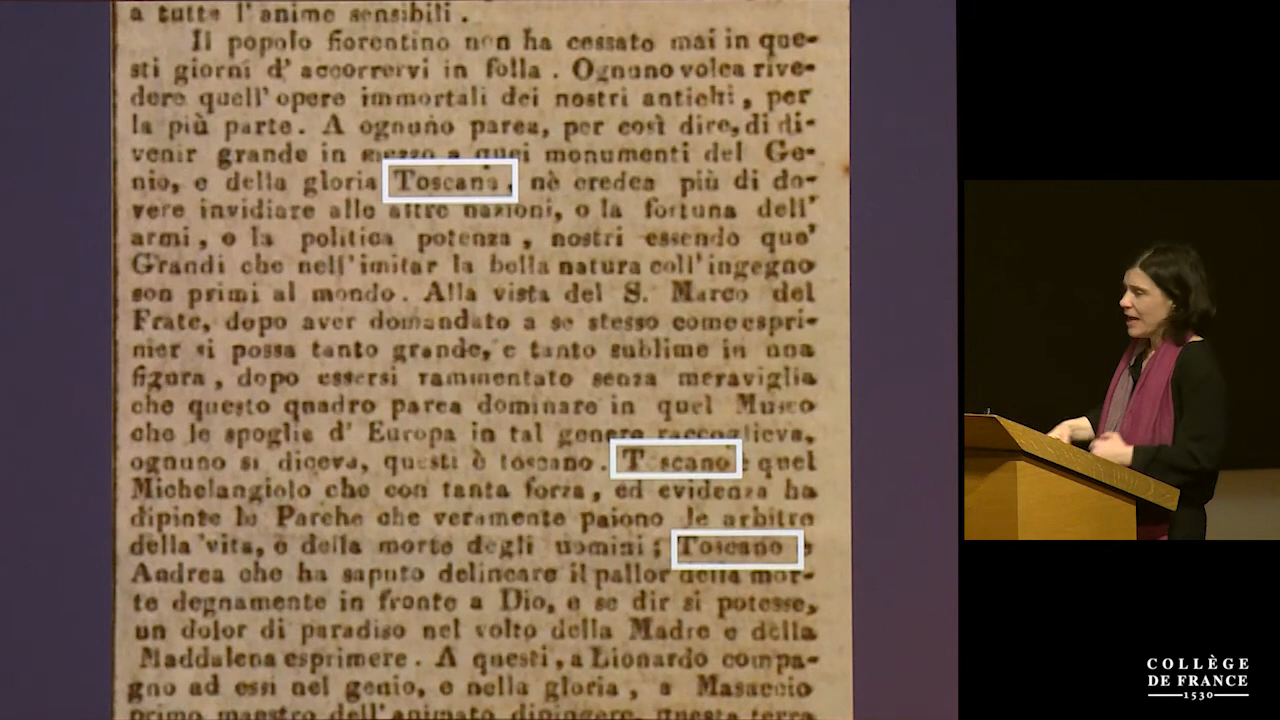 a tutte l'anime sensibili .
Il popolo fiorentino non ha cessato mai in que-
sti giorni d' accorrervi in folla . Ognuno volea rive-
dere quell' opere immortali dei nostri antichi , per
la più parte . A ognuno parea, per così dire, di di-
venir grande in mezzo a quei monumenti del Ge-
nio, e della gloria Toscana , nè credea più di do-
vere invidiare alle altre nazioni, o la fortuna dell'
armi , o la politica potenza , nostri essendo que'
Grandi che nell' imitar la bella natura coll' ingegno
son primi al mondo . Alla vista del S. Marco del
Frate, dopo aver domandato a se stesso come espri-
mer si possa tanto grande, e tanto sublime in una
figura , dopo essersi rammentato senza meraviglia
che questo quadro parea dominare in quel Museo
che le spoglie d' Europa in tal genere raccoglieva,
ognuno si diceva, questi è toscano . Toscano è quel
Michelangiolo che con tanta forza , ed evidenza ha
dipinte le Parche che veramente paiono le arbitre
della vita, e della morte degli uomini ; Toscano è
Andrea che ha saputo delineare il pallor della mor-
te degnamente in fronte a Dio, e se dir si potesse,
un dolor di paradiso nel volto della Madre e della
Maddalena esprimere . A questi , a Lionardo compa-
gno ad essi nel genio, e nella gloria , a Masaccio
primo maestro dell' animato dipingere, questa terra
COLLÈGE
DE FRANCE
1530